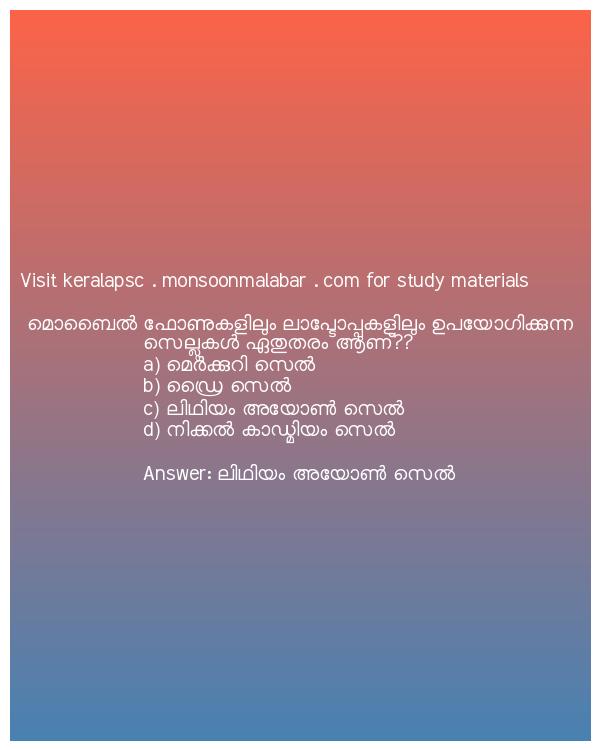 Visit keralapsc . monsoonmalabar . com for study materials
മൊബൈൽ ഫോണുകളിലും ലാപ്ടോപ്പുകളിലും ഉപയോഗിക്കുന്ന
സെല്ലുകൾ ഏതുതരം ആണ്??
a) മെർക്കുറി സെൽ
b) ഡ്രൈ സെൽ
c) ലിഥിയം അയോൺ സെൽ
d) നിക്കൽ കാഡ്മിയം സെൽ
Answer: ലിഥിയം അയോൺ സെൽ